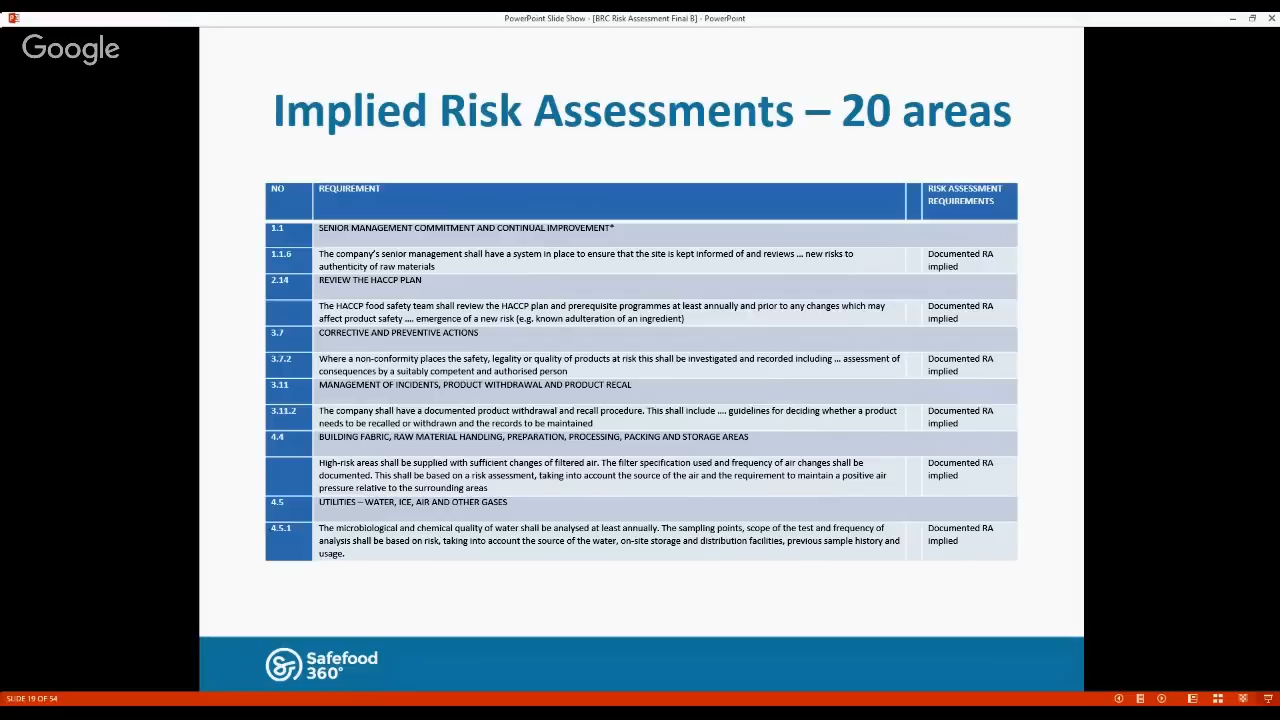 PowerPoint Slide Show - [BRC Risk Assessment Final B] - PowerPoint
Google
Implied Risk Assessments – 20 areas
NO
REQUIREMENT
RISK ASSESSMENT
REQUIREMENTS
1.1
SENIOR MANAGEMENT COMMITMENT AND CONTINUAL IMPROVEMENT*
1.1.6
The company's senior management shall have a system in place to ensure that the site is kept informed of and reviews ... new risks to
authenticity of raw materials
Documented RA
implied
2.14
REVIEW THE HACCP PLAN
The HACCP food safety team shall review the HACCP plan and prerequisite programmes at least annually and prior to any changes which may
affect product safety .... emergence of a new risk (e.g. known adulteration of an ingredient)
Documented RA
implied
3.7
CORRECTIVE AND PREVENTIVE ACTIONS
3.7.2
Where a non-conformity places the safety, legality or quality of products at risk this shall be investigated and recorded including ... assessment of
consequences by a suitably competent and authorised person
Documented RA
implied
3.11
MANAGEMENT OF INCIDENTS, PRODUCT WITHDRAWAL AND PRODUCT RECAL
3.11.2
The company shall have a documented product withdrawal and recall procedure. This shall include .... guidelines for deciding whether a product
needs to be recalled or withdrawn and the records to be maintained
Documented RA
implied
4.4
BUILDING FABRIC, RAW MATERIAL HANDLING, PREPARATION, PROCESSING, PACKING AND STORAGE AREAS
High-risk areas shall be supplied with sufficient changes of filtered air. The filter specification used and frequency of air changes shall be
documented. This shall be based on a risk assessment, taking into account the source of the air and the requirement to maintain a positive air
pressure relative to the surrounding areas
Documented RA
implied
4.5
UTILITIES – WATER, ICE, AIR AND OTHER GASES
4.5.1
The microbiological and chemical quality of water shall be analysed at least annually. The sampling points, scope of the test and frequency of
analysis shall be based on risk, taking into account the source of the water, on-site storage and distribution facilities, previous sample history and
usage.
Documented RA
implied
Safefood
360°
SLIDE 19 OF 54